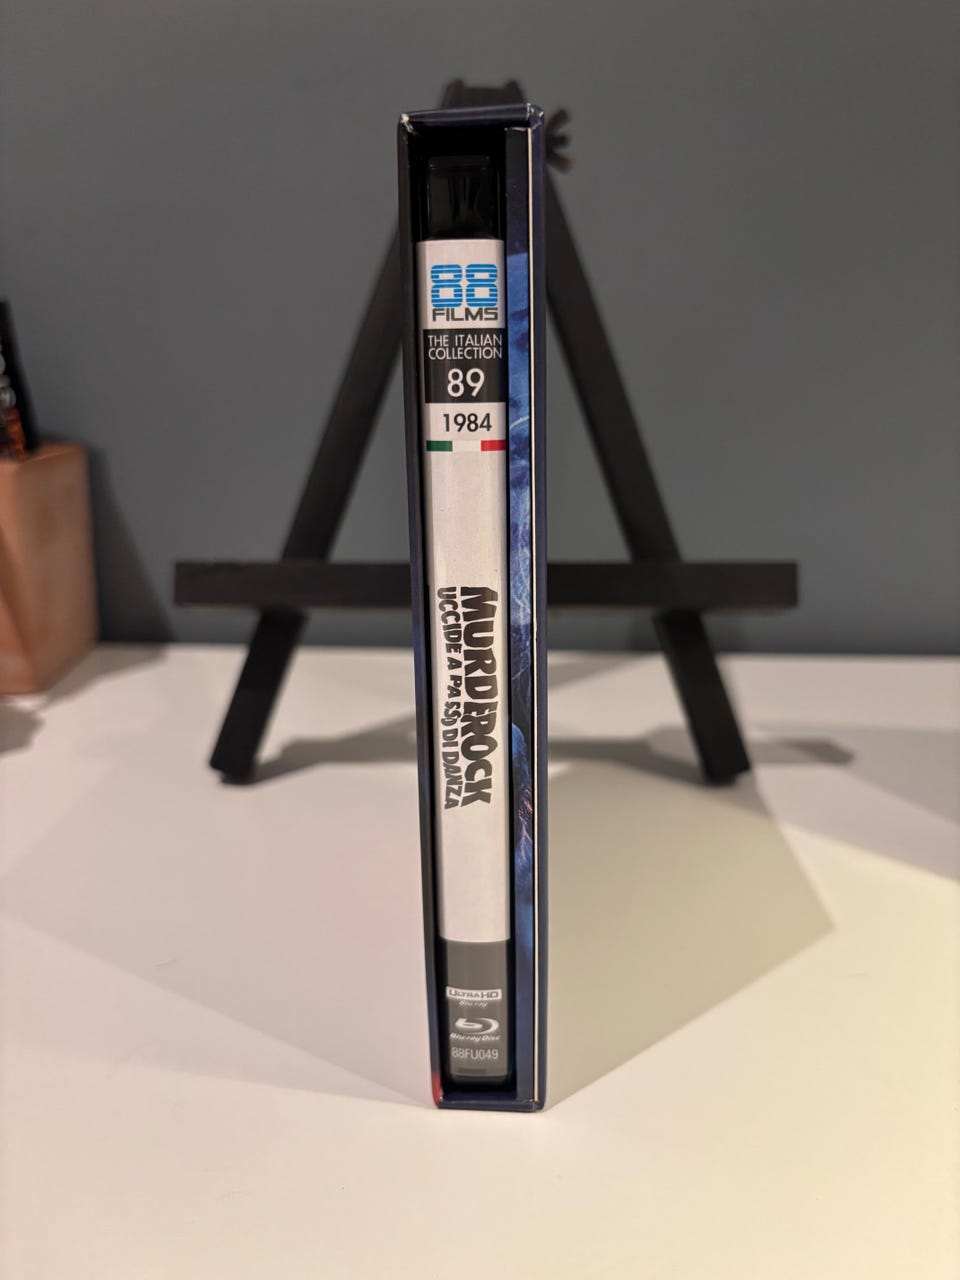 88
FILMS
THE ITALIAN
COLLECTION
89
1984
MURDEROCK
UCCIDE A PASSO DI DANZA
ULTRA HD
Blu-ray
Blu-ray Disc
88FU049